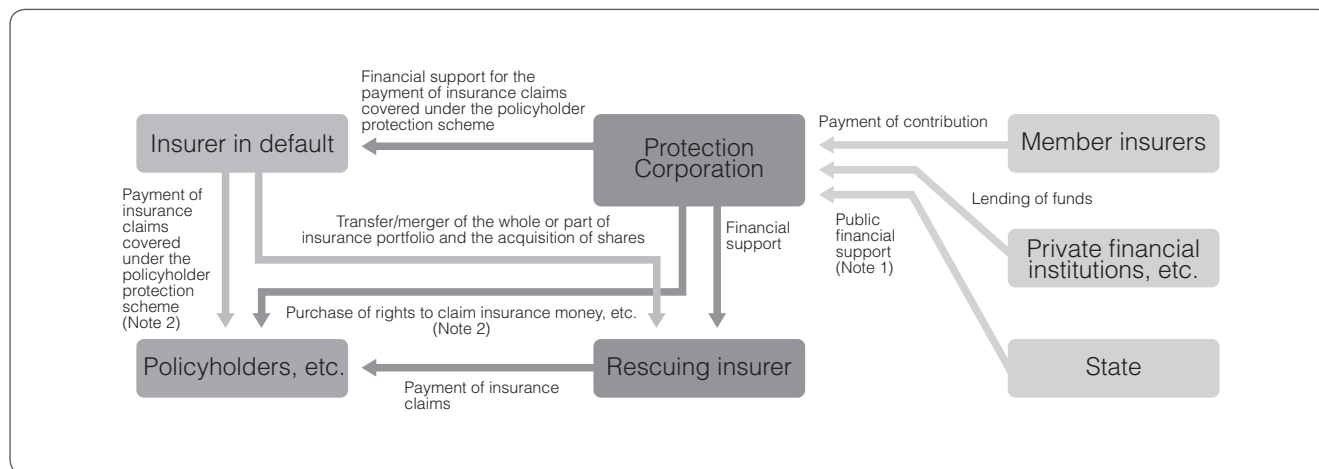 Financial support for the
payment of insurance claims
covered under the policyholder
protection scheme
Insurer in default
Protection
Corporation
Payment of contribution
Member insurers
Payment of
insurance
claims
covered
under the
policyholder
protection
scheme
(Note 2)
Transfer/merger of the whole or part of
insurance portfolio and the acquisition of shares
Financial
support
Public
financial
support
(Note 1)
Lending of funds
Private financial
institutions, etc.
Purchase of rights to claim insurance money, etc.
(Note 2)
Policyholders, etc.
Payment of insurance
claims
Rescuing insurer
State